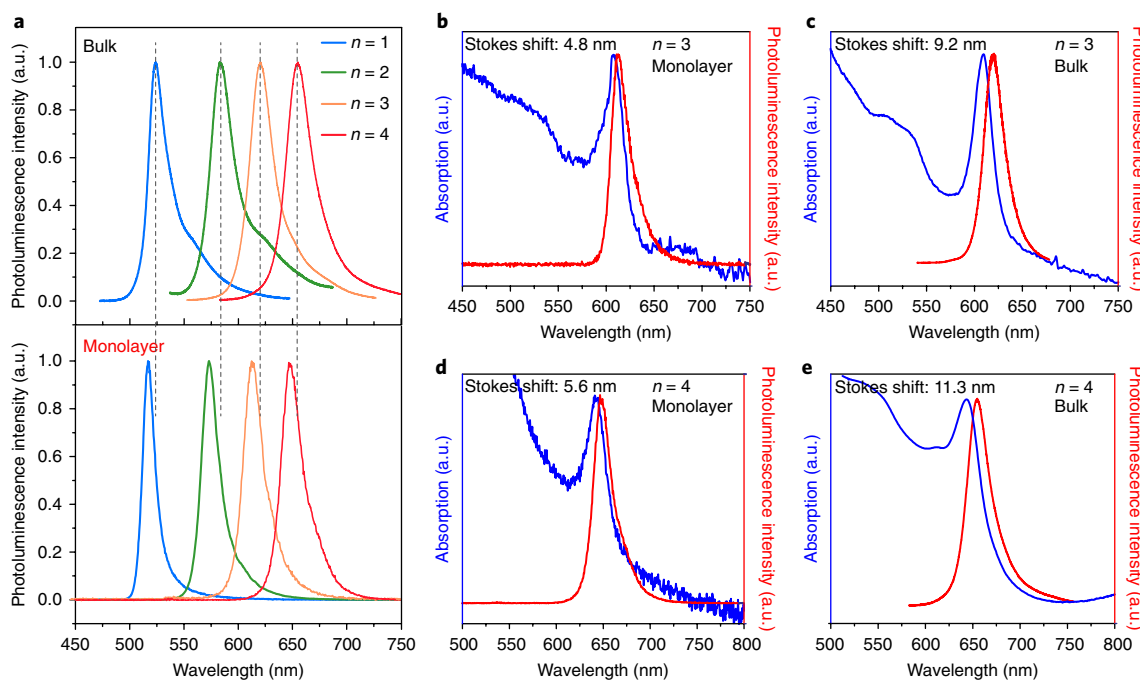 a
Bulk
n = 1
n = 2
n = 3
n = 4
Photoluminescence intensity (a.u.)
1.0
0.8
0.6
0.4
0.2
0.0
Monolayer
Photoluminescence intensity (a.u.)
1.0
0.8
0.6
0.4
0.2
0.0
450 500 550 600 650 700 750
Wavelength (nm)
b
Stokes shift: 4.8 nm
n = 3
Monolayer
Absorption (a.u.)
Photoluminescence intensity (a.u.)
450 500 550 600 650 700 750
Wavelength (nm)
c
Stokes shift: 9.2 nm
n = 3
Bulk
Absorption (a.u.)
Photoluminescence intensity (a.u.)
450 500 550 600 650 700 750
Wavelength (nm)
d
Stokes shift: 5.6 nm
n = 4
Monolayer
Absorption (a.u.)
Photoluminescence intensity (a.u.)
500 550 600 650 700 750 800
Wavelength (nm)
e
Stokes shift: 11.3 nm
n = 4
Bulk
Absorption (a.u.)
Photoluminescence intensity (a.u.)
500 550 600 650 700 750 800
Wavelength (nm)